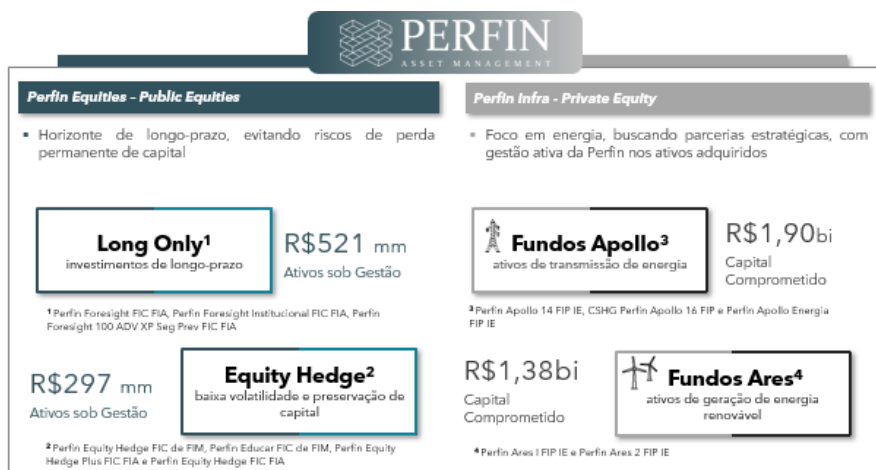 PERFIN
ASSET MANAGEMENT
Perfin Equities – Public Equities
▪ Horizonte de longo-prazo, evitando riscos de perda
permanente de capital
Long Only¹
investimentos de longo-prazo
R$521 mm
Ativos sob Gestão
¹ Perfin Foresight FIC FIA, Perfin Foresight Institucional FIC FIA, Perfin
Foresight 100 ADV XP Seg Prev FIC FIA
R$297 mm
Ativos sob Gestão
Equity Hedge²
baixa volatilidade e preservação de
capital
² Perfin Equity Hedge FIC de FIM, Perfin Educar FIC de FIM, Perfin Equity
Hedge Plus FIC FIA e Perfin Equity Hedge FIC FIA
Perfin Infra - Private Equity
▪ Foco em energia, buscando parcerias estratégicas, com
gestão ativa da Perfin nos ativos adquiridos
Fundos Apollo³
ativos de transmissão de energia
R$1,90bi
Capital
Comprometido
³ Perfin Apollo 14 FIP IE, CSHG Perfin Apollo 16 FIP e Perfin Apollo Energia
FIP IE
R$1,38bi
Capital
Comprometido
Fundos Ares⁴
ativos de geração de energia
renovável
⁴ Perfin Ares I FIP IE e Perfin Ares 2 FIP IE